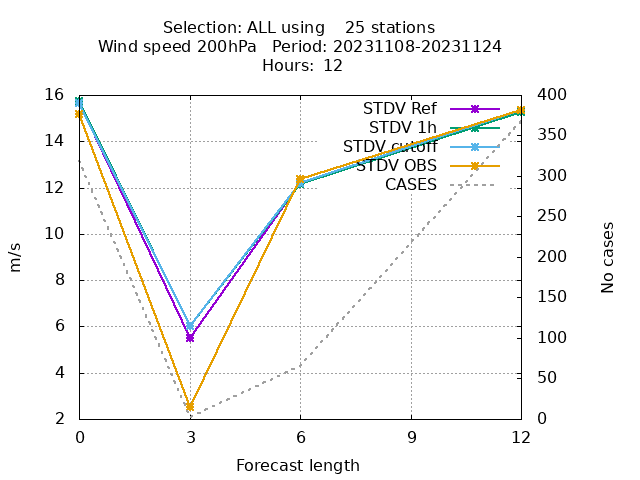 Selection: ALL using    25 stations
Wind speed 200hPa   Period: 20231108-20231124
Hours:  12
STDV Ref
STDV 1h
STDV cutoff
STDV OBS
CASES
16
14
12
10
8
6
4
2
400
350
300
250
200
150
100
50
0
m/s
No cases
0 3 6 9 12
Forecast length